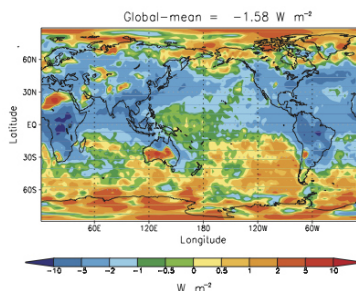 Global-mean = −1.58 W m⁻²
60N
30N
EQ
30S
60S
Latitude
60E 120E 180 120W 60W
Longitude
−10 −5 −2 −1 −0.5 0 0.5 1 2 5 10
W m⁻²